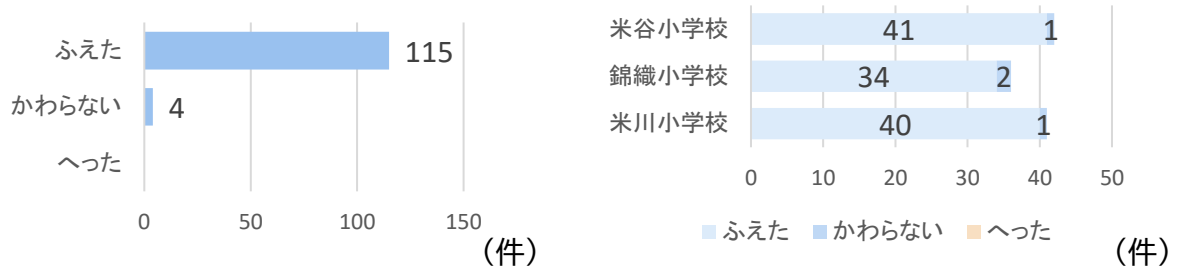 ふえた 115
かわらない 4
へった
0 50 100 150
(件)
米谷小学校 41 1
錦織小学校 34 2
米川小学校 40 1
0 10 20 30 40 50
ふえた かわらない へった
(件)